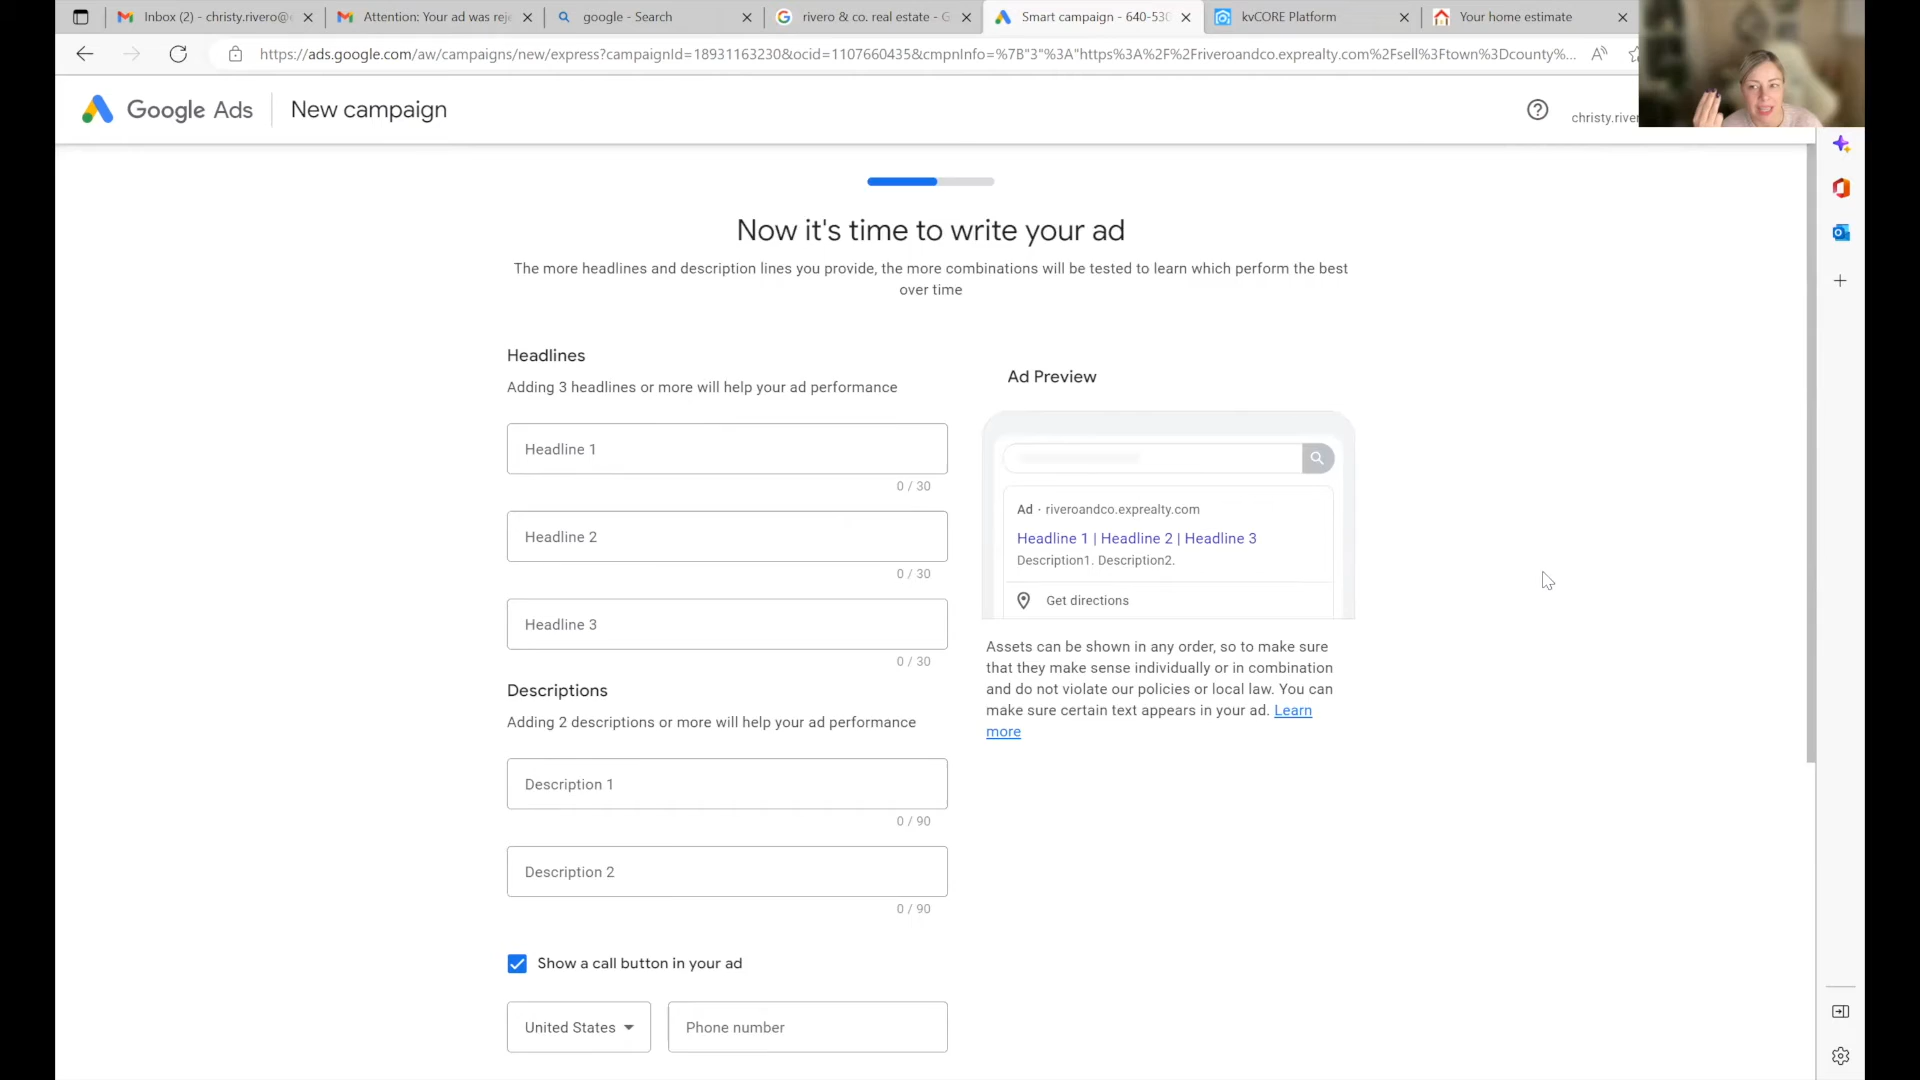 Inbox (2) - christy.rivero@
Attention: Your ad was reje
google - Search
rivero & co. real estate - G
Smart campaign - 640-530
kvCORE Platform
Your home estimate
https://ads.google.com/aw/campaigns/new/express?campaignId=18931163230&ocid=1107660435&cmpnInfo=%7B"3"%3A"https%3A%2F%2Friveroandco.exprealty.com%2Fsell%3Ftown%3Dcounty%...
Google Ads
New campaign
christy.river
Now it's time to write your ad
The more headlines and description lines you provide, the more combinations will be tested to learn which perform the best
over time
Headlines
Adding 3 headlines or more will help your ad performance
Headline 1
0 / 30
Headline 2
0 / 30
Headline 3
0 / 30
Descriptions
Adding 2 descriptions or more will help your ad performance
Description 1
0 / 90
Description 2
0 / 90
Show a call button in your ad
United States
Phone number
Ad Preview
Ad · riveroandco.exprealty.com
Headline 1 | Headline 2 | Headline 3
Description1. Description2.
Get directions
Assets can be shown in any order, so to make sure
that they make sense individually or in combination
and do not violate our policies or local law. You can
make sure certain text appears in your ad. Learn
more